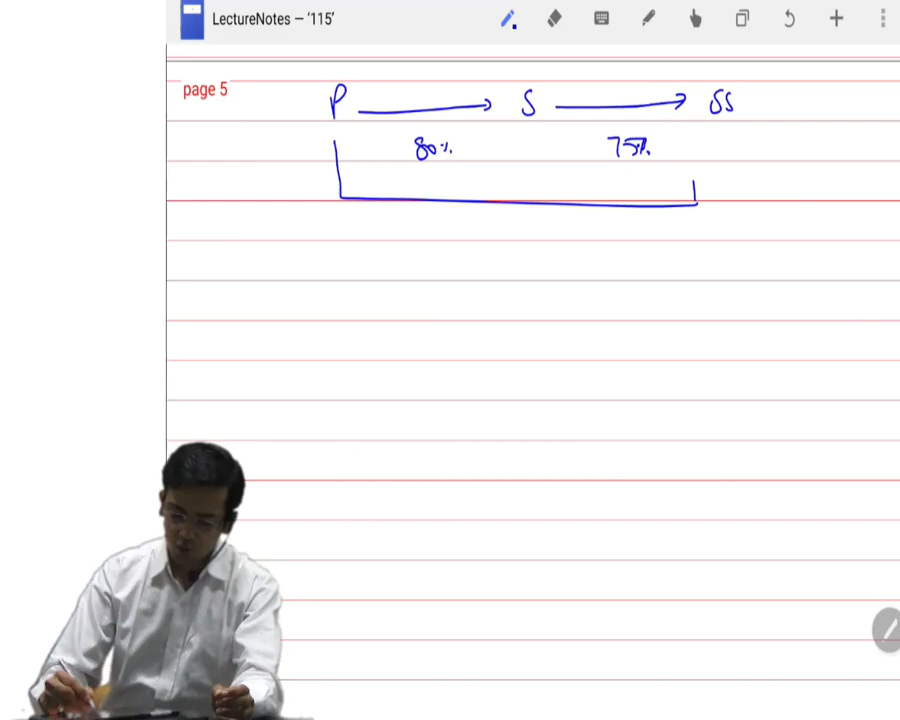 LectureNotes – '115'
page 5
P → S → SS
80% 75%